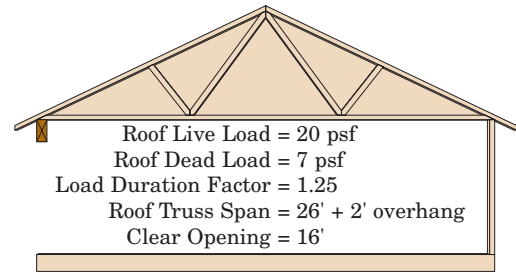 Roof Live Load = 20 psf
Roof Dead Load = 7 psf
Load Duration Factor = 1.25
Roof Truss Span = 26' + 2' overhang
Clear Opening = 16'